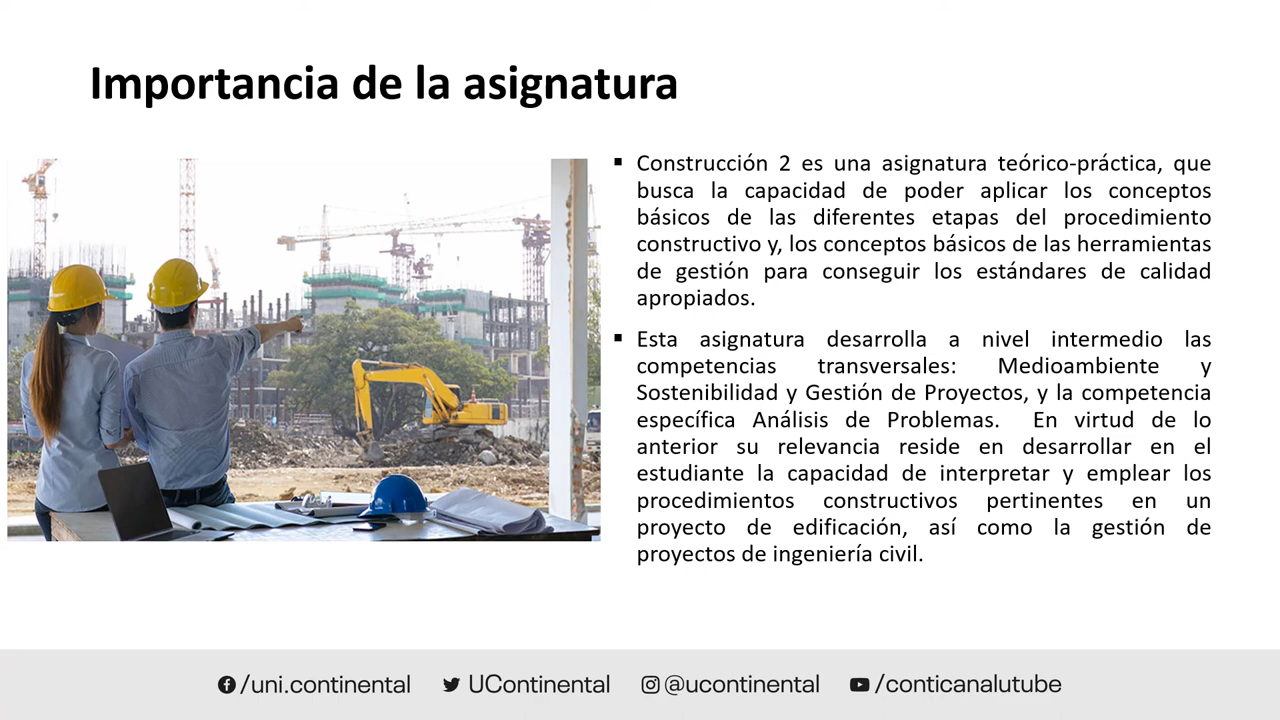 Importancia de la asignatura
▪ Construcción 2 es una asignatura teórico-práctica, que
busca la capacidad de poder aplicar los conceptos
básicos de las diferentes etapas del procedimiento
constructivo y, los conceptos básicos de las herramientas
de gestión para conseguir los estándares de calidad
apropiados.
▪ Esta asignatura desarrolla a nivel intermedio las
competencias transversales: Medioambiente y
Sostenibilidad y Gestión de Proyectos, y la competencia
específica Análisis de Problemas. En virtud de lo
anterior su relevancia reside en desarrollar en el
estudiante la capacidad de interpretar y emplear los
procedimientos constructivos pertinentes en un
proyecto de edificación, así como la gestión de
proyectos de ingeniería civil.
/uni.continental UContinental @ucontinental /conticanalutube